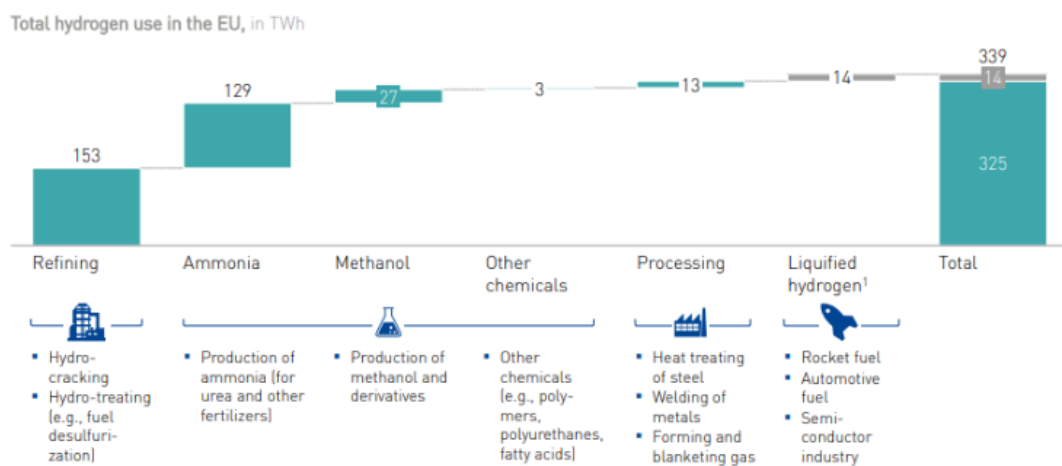 Total hydrogen use in the EU, in TWh
153
129
27
3
13
14
339
14
325
Refining
Ammonia
Methanol
Other
chemicals
Processing
Liquified
hydrogen¹
Total
▪ Hydro-
cracking
▪ Hydro-treating
(e.g., fuel
desulfuri-
zation)
▪ Production of
ammonia (for
urea and other
fertilizers)
▪ Production of
methanol and
derivatives
▪ Other
chemicals
(e.g., poly-
mers,
polyurethanes,
fatty acids)
▪ Heat treating
of steel
▪ Welding of
metals
▪ Forming and
blanketing gas
▪ Rocket fuel
▪ Automotive
fuel
▪ Semi-
conductor
industry